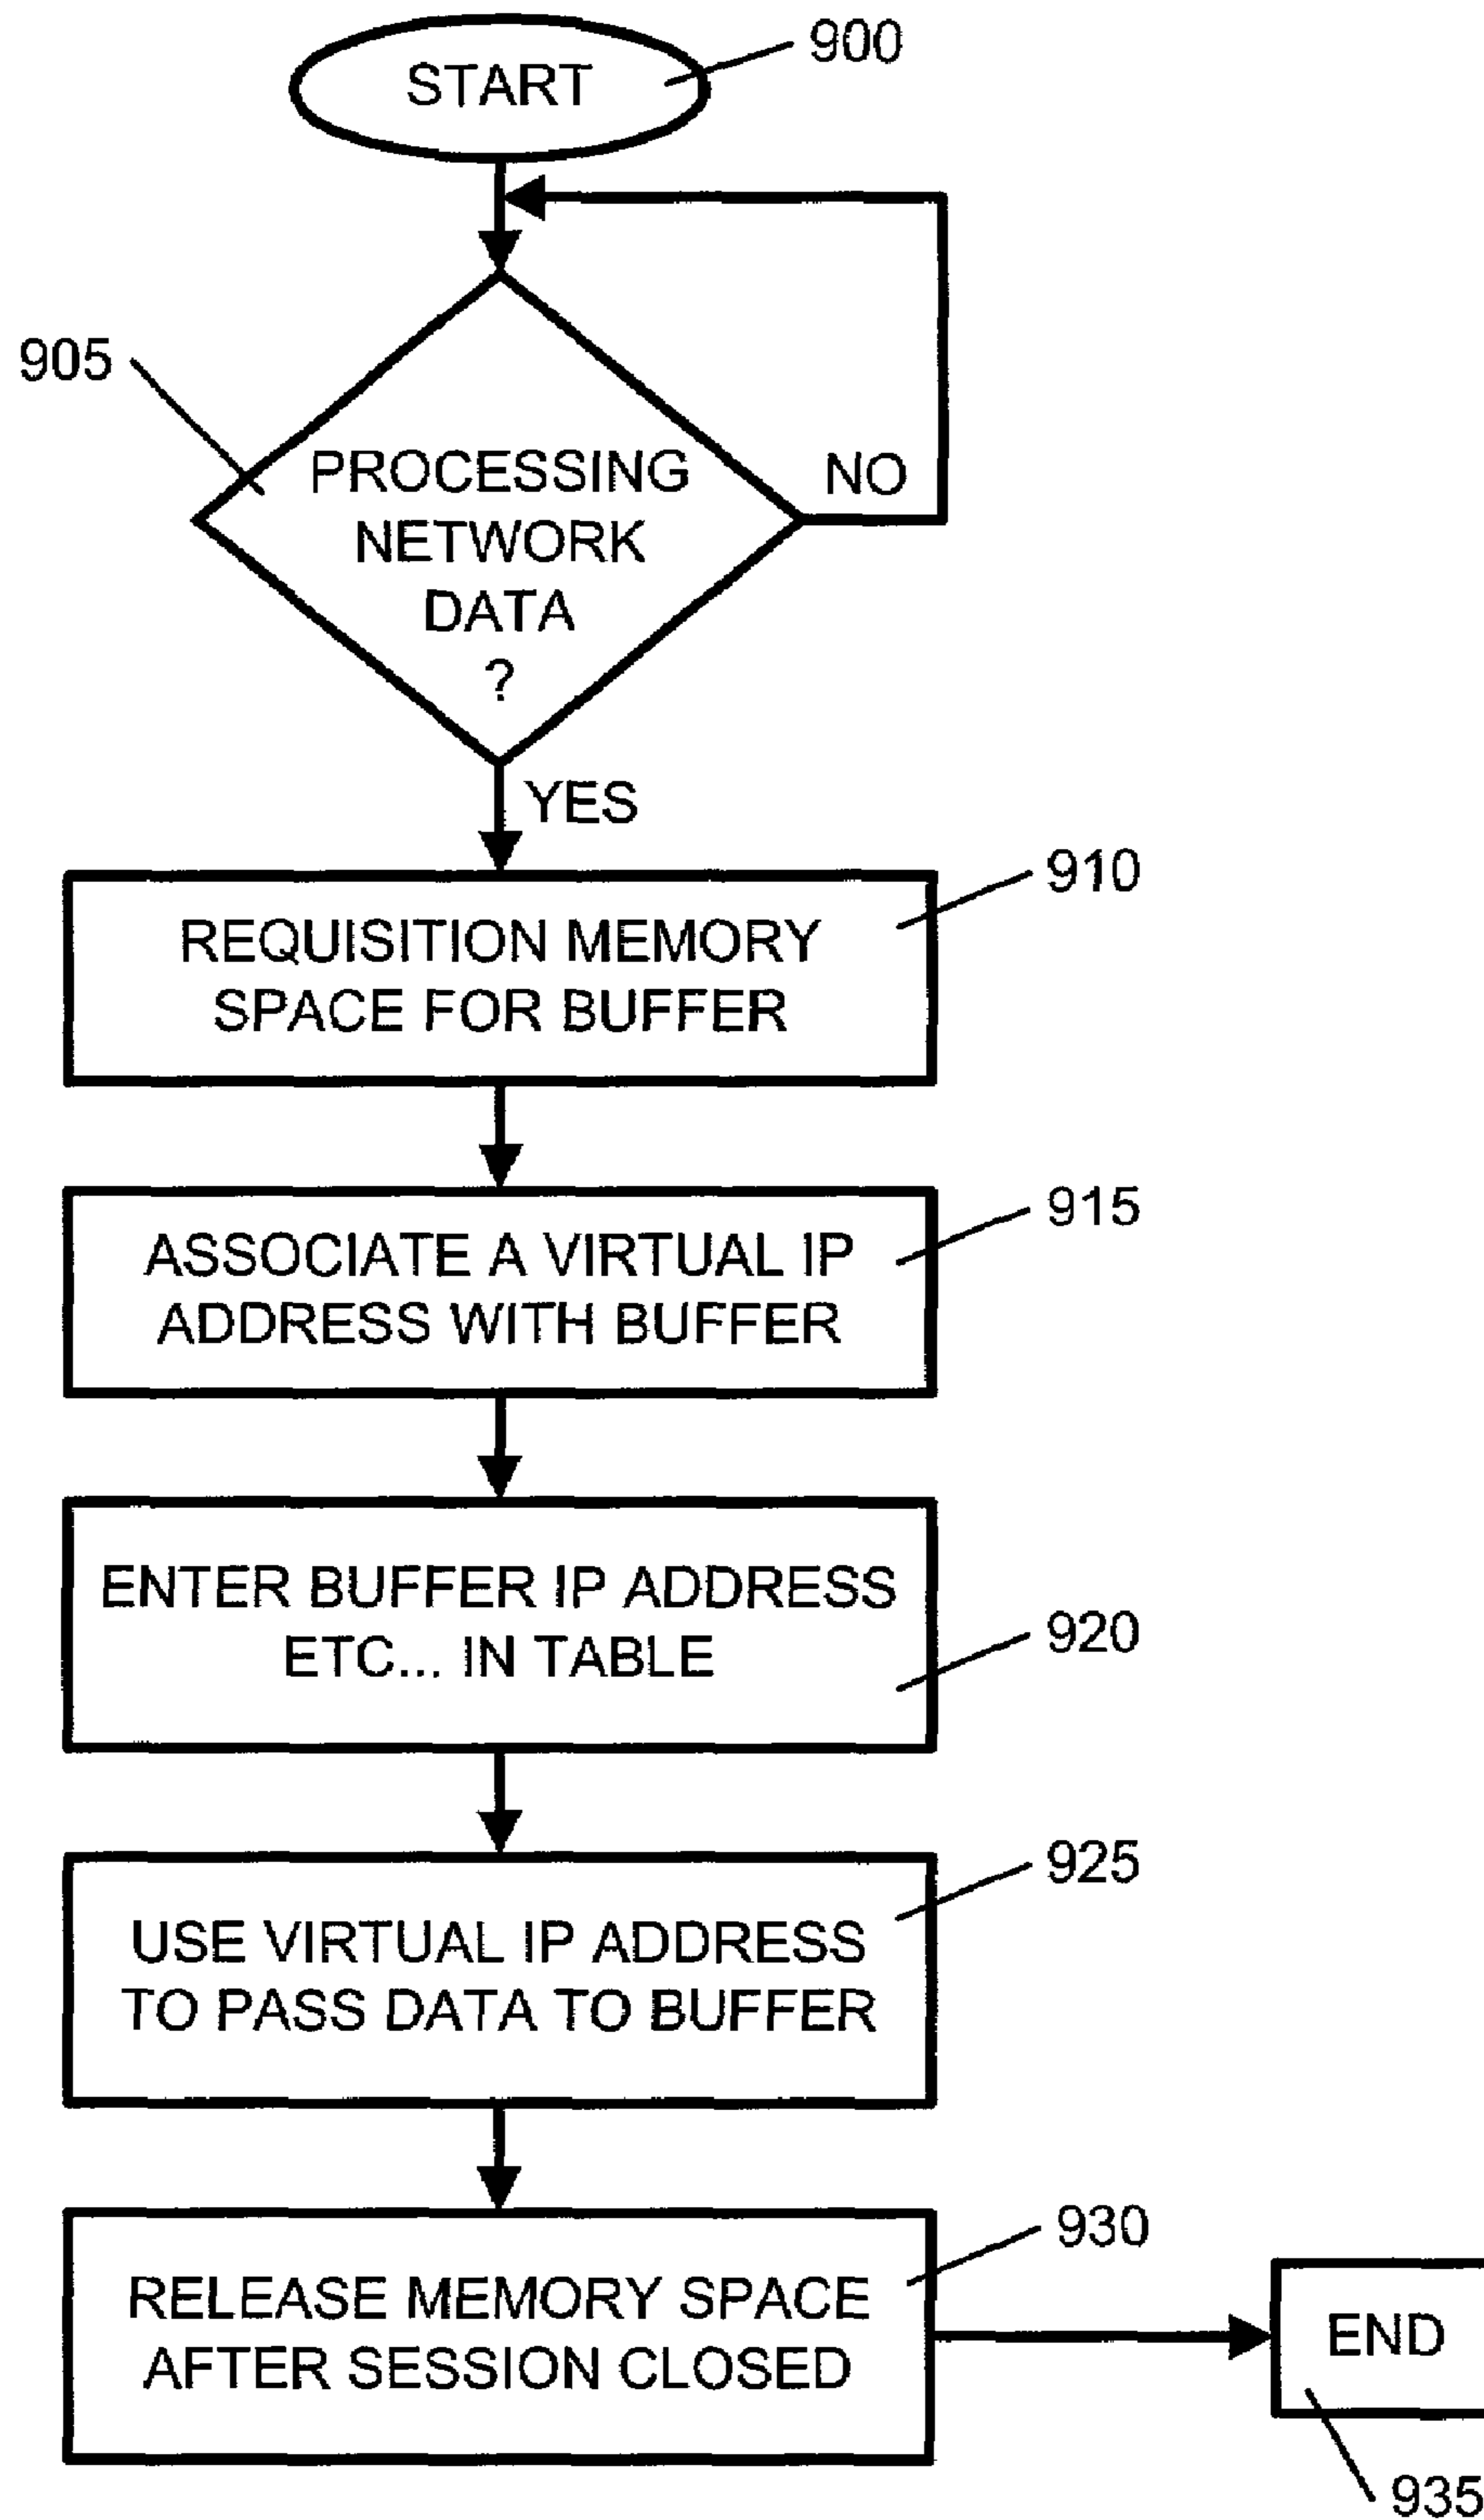 900
START
905
PROCESSING
NETWORK
DATA
?
NO
YES
910
REQUISITION MEMORY
SPACE FOR BUFFER
915
ASSOCIATE A VIRTUAL IP
ADDRESS WITH BUFFER
920
ENTER BUFFER IP ADDRESS
ETC... IN TABLE
925
USE VIRTUAL IP ADDRESS
TO PASS DATA TO BUFFER
930
RELEASE MEMORY SPACE
AFTER SESSION CLOSED
END
935